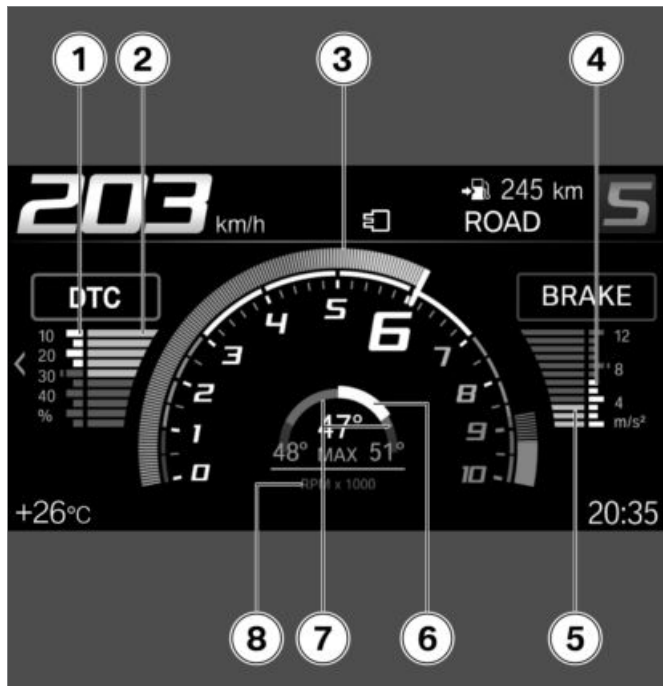 1 2 3 4
203 km/h 245 km 5
ROAD
DTC BRAKE
10 12
20
30 8
40 4
% m/s²
0 1 2 3 4 5 6 7 8 9 10
47°
48° MAX 51°
RPM x 1000
+26°C 20:35
8 7 6 5